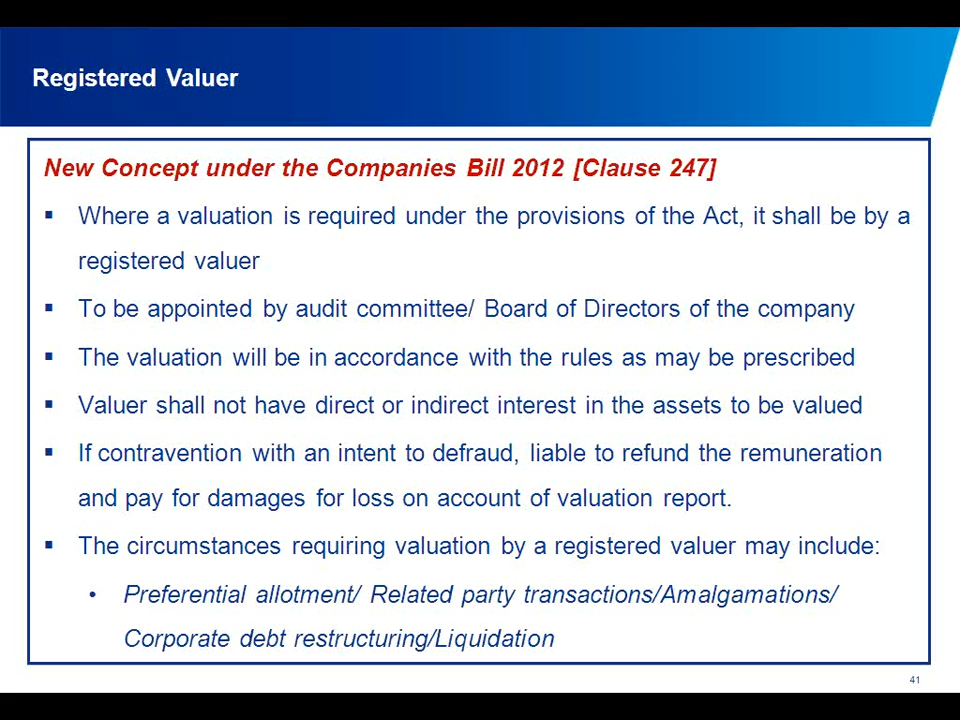 Registered Valuer
New Concept under the Companies Bill 2012 [Clause 247]
▪ Where a valuation is required under the provisions of the Act, it shall be by a
registered valuer
▪ To be appointed by audit committee/ Board of Directors of the company
▪ The valuation will be in accordance with the rules as may be prescribed
▪ Valuer shall not have direct or indirect interest in the assets to be valued
▪ If contravention with an intent to defraud, liable to refund the remuneration
and pay for damages for loss on account of valuation report.
▪ The circumstances requiring valuation by a registered valuer may include:
• Preferential allotment/ Related party transactions/Amalgamations/
Corporate debt restructuring/Liquidation
41